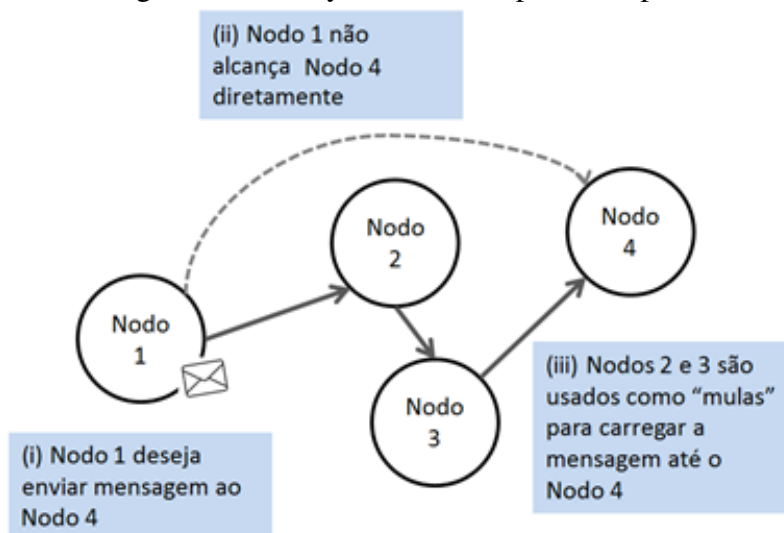 (ii) Nodo 1 não
alcança Nodo 4
diretamente
Nodo
4
Nodo
2
Nodo
1
Nodo
3
(iii) Nodos 2 e 3 são
usados como “mulas”
para carregar a
mensagem até o
Nodo 4
(i) Nodo 1 deseja
enviar mensagem ao
Nodo 4